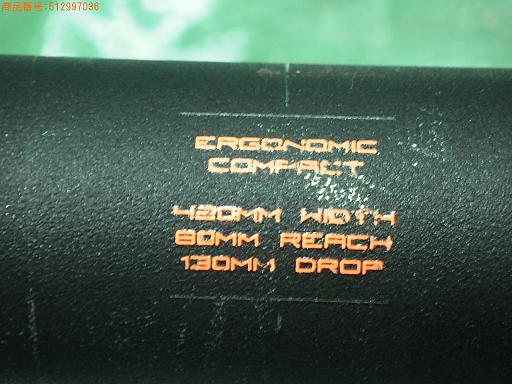 商品番号:512997036
ERGONOMIC
COMPACT
420MM WIDTH
80MM REACH
130MM DROP